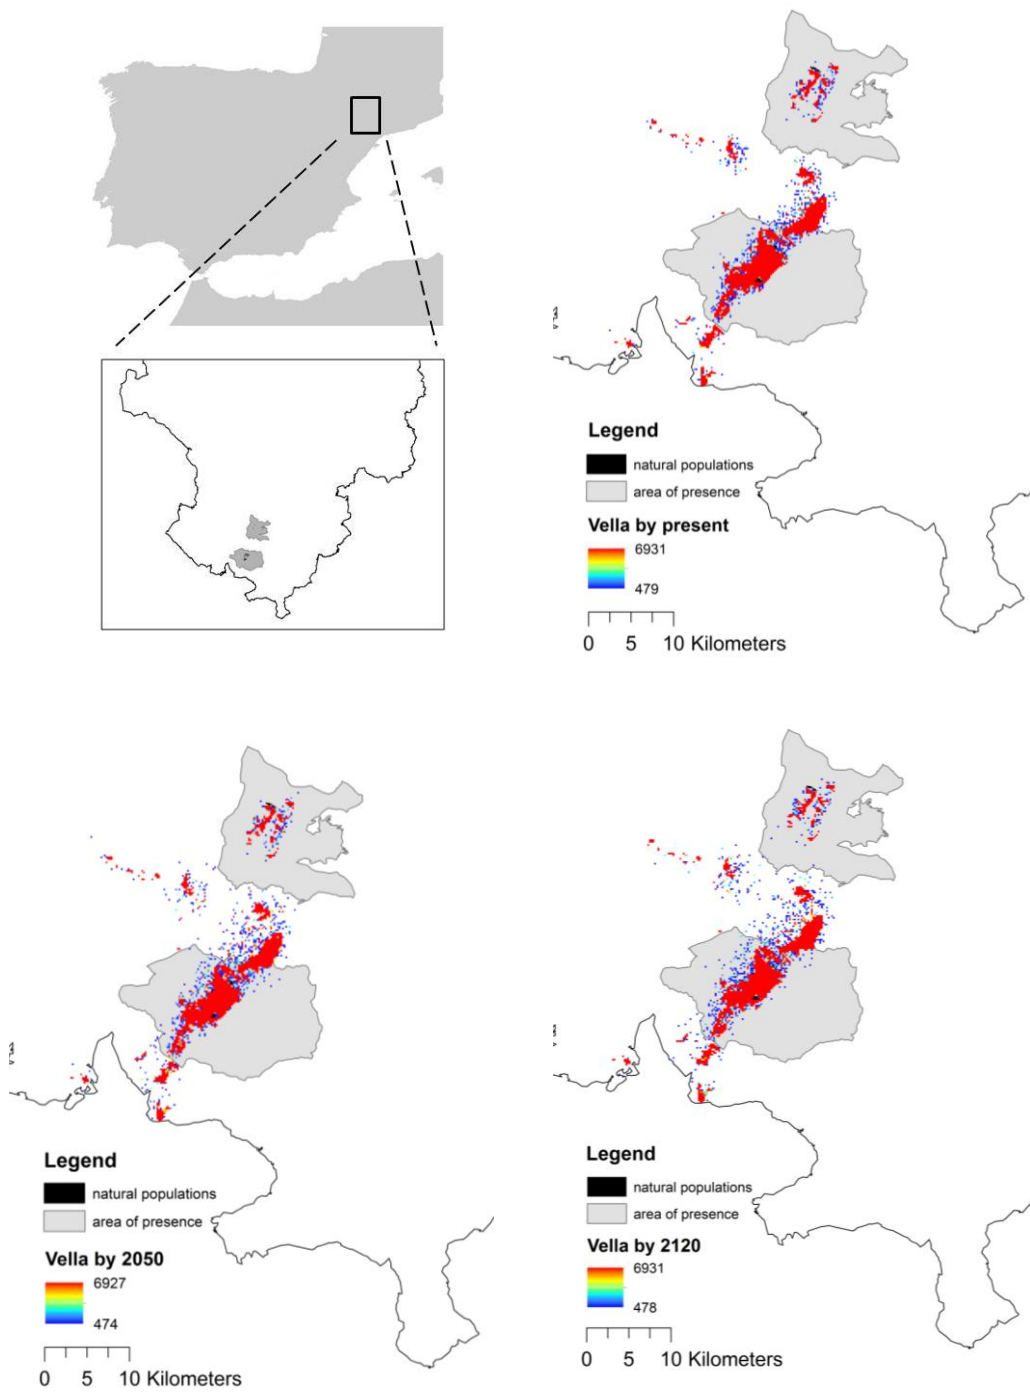 Legend
natural populations
area of presence
Vella by present
6931
479
0 5 10 Kilometers
Legend
natural populations
area of presence
Vella by 2050
6927
474
0 5 10 Kilometers
Legend
natural populations
area of presence
Vella by 2120
6931
478
0 5 10 Kilometers